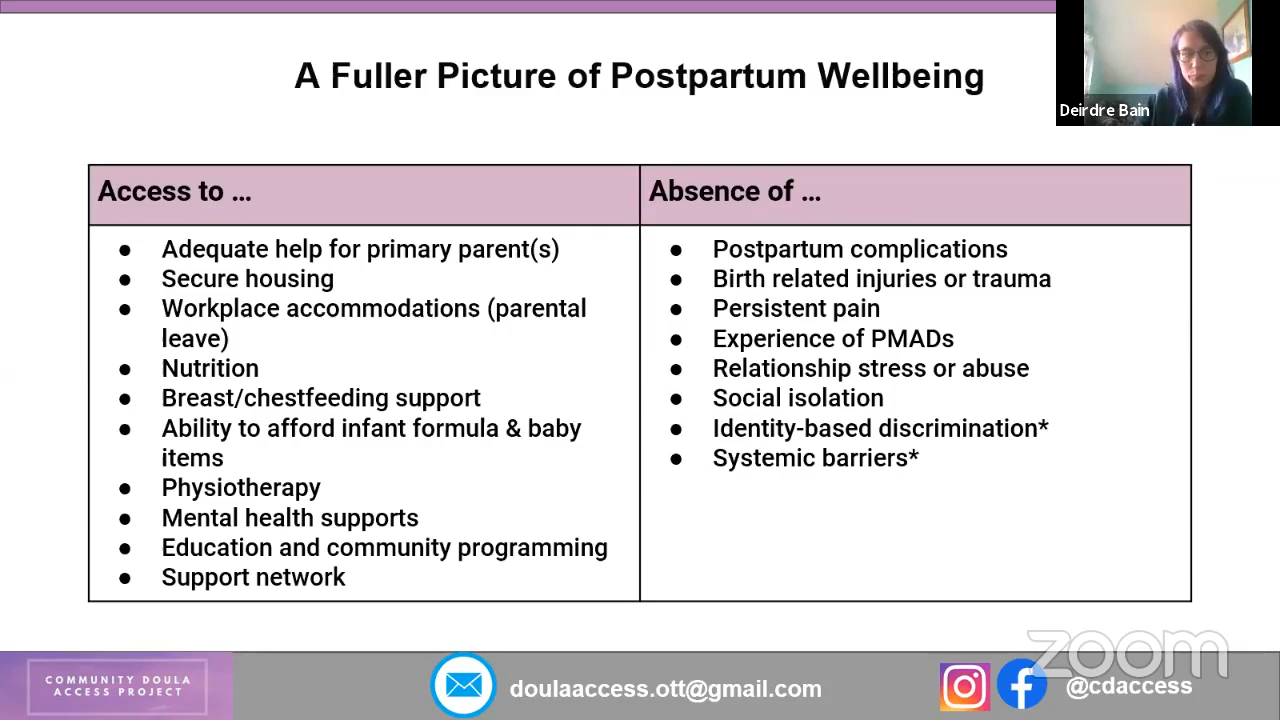 A Fuller Picture of Postpartum Wellbeing
Deirdre Bain
Access to ...
● Adequate help for primary parent(s)
● Secure housing
● Workplace accommodations (parental
leave)
● Nutrition
● Breast/chestfeeding support
● Ability to afford infant formula & baby
items
● Physiotherapy
● Mental health supports
● Education and community programming
● Support network
Absence of ...
● Postpartum complications
● Birth related injuries or trauma
● Persistent pain
● Experience of PMADs
● Relationship stress or abuse
● Social isolation
● Identity-based discrimination*
● Systemic barriers*
COMMUNITY DOULA
ACCESS PROJECT
doulaaccess.ott@gmail.com
@cdaccess
zoom